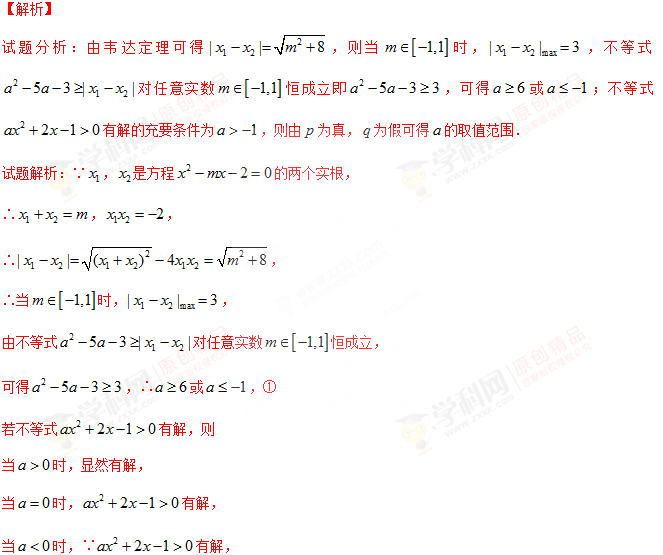 【解析】
试题分析：由韦达定理可得 | x₁ − x₂ |= √(m² + 8) ，则当 m ∈ [−1,1] 时，| x₁ − x₂ |max = 3 ，不等式
a² − 5a − 3 ≥| x₁ − x₂ | 对任意实数 m ∈ [−1,1] 恒成立即 a² − 5a − 3 ≥ 3 ，可得 a ≥ 6 或 a ≤ −1 ；不等式
ax² + 2x − 1 > 0 有解的充要条件为 a > −1 ，则由 p 为真，q 为假可得 a 的取值范围．
试题解析：∵ x₁ ，x₂ 是方程 x² − mx − 2 = 0 的两个实根，
∴ x₁ + x₂ = m ，x₁x₂ = −2 ，
∴| x₁ − x₂ |= √((x₁ + x₂)² − 4x₁x₂) = √(m² + 8) ，
∴当 m ∈ [−1,1] 时，| x₁ − x₂ |max = 3 ，
由不等式 a² − 5a − 3 ≥| x₁ − x₂ | 对任意实数 m ∈ [−1,1] 恒成立，
可得 a² − 5a − 3 ≥ 3 ，∴ a ≥ 6 或 a ≤ −1 ，①
若不等式 ax² + 2x − 1 > 0 有解，则
当 a > 0 时，显然有解，
当 a = 0 时，ax² + 2x − 1 > 0 有解，
当 a < 0 时，∵ ax² + 2x − 1 > 0 有解，